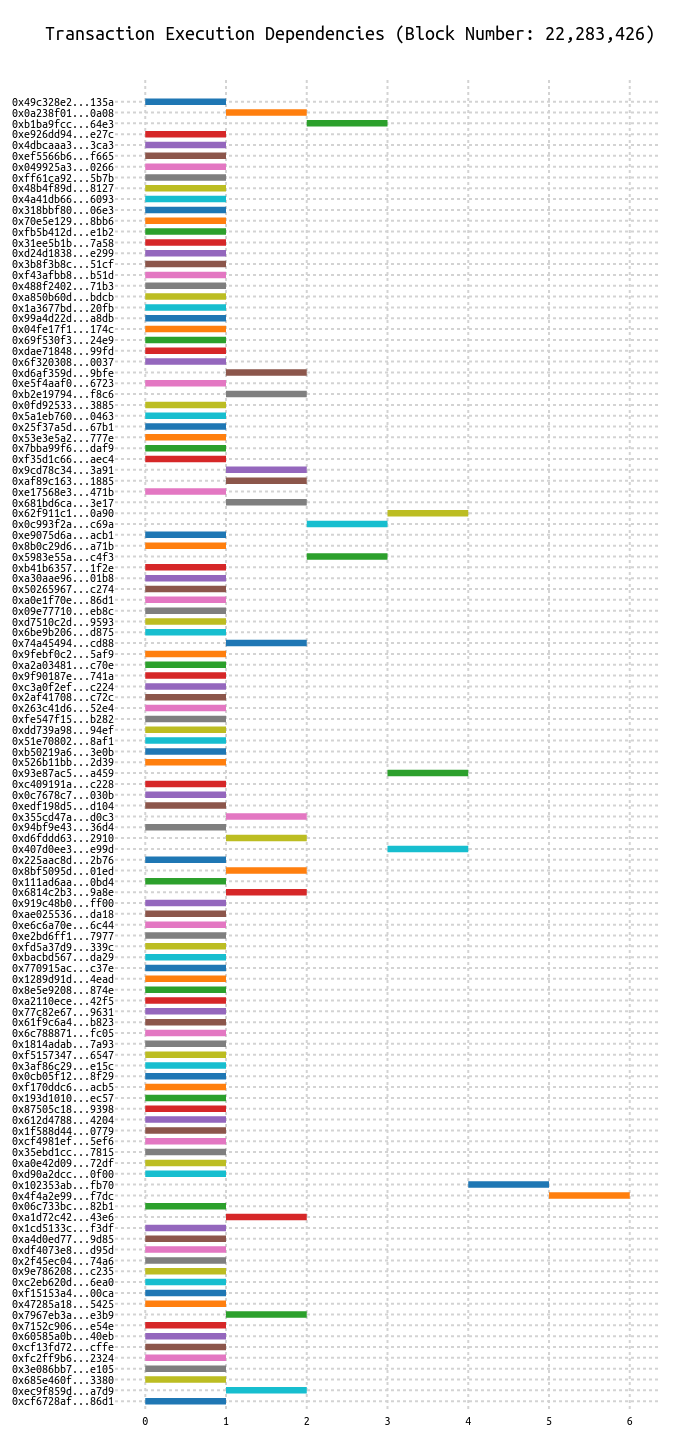 Transaction Execution Dependencies (Block Number: 22,283,426)
0x49c328e2...135a
0x0a238f01...0a08
0xb1ba9fcc...64e3
0xe926dd94...e27c
0x4dbcaaa3...3ca3
0xef5566b6...f665
0x049925a3...0266
0xff61ca92...5b7b
0x48b4f89d...8127
0x4a41db66...6093
0x318bbf80...06e3
0x70e5e129...8bb6
0xfb5b412d...e1b2
0x31ee5b1b...7a58
0xd24d1838...e299
0x3b8f3b8c...51cf
0xf43afbb8...b51d
0x488f2402...71b3
0xa850b60d...bdcb
0x1a3677bd...20fb
0x99a4d22d...a8db
0x04fe17f1...174c
0x69f530f3...24e9
0xdae71848...99fd
0x6f320308...0037
0xd6af359d...9bfe
0xe5f4aaf0...6723
0xb2e19794...f8c6
0x0fd92533...3885
0x5a1eb760...0463
0x25f37a5d...67b1
0x53e3e5a2...777e
0x7bba99f6...daf9
0xf35d1c66...aec4
0x9cd78c34...3a91
0xaf89c163...1885
0xe17568e3...471b
0x681bd6ca...3e17
0x62f911c1...0a90
0x0c993f2a...c69a
0xe9075d6a...acb1
0x8b0c29d6...a71b
0x5983e55a...c4f3
0xb41b6357...1f2e
0xa30aae96...01b8
0x50265967...c274
0xa0e1f70e...86d1
0x09e77710...eb8c
0xd7510c2d...9593
0x6be9b206...d875
0x74a45494...cd88
0x9febf0c2...5af9
0xa2a03481...c70e
0x9f90187e...741a
0xc3a0f2ef...c224
0x2af41708...c72c
0x263c41d6...52e4
0xfe547f15...b282
0xdd739a98...94ef
0x51e70802...8af1
0xb50219a6...3e0b
0x526b11bb...2d39
0x93e87ac5...a459
0xc409191a...c228
0x0c7678c7...030b
0xedf198d5...d104
0x355cd47a...d0c3
0x94bf9e43...36d4
0xd6fddd63...2910
0x407d0ee3...e99d
0x225aac8d...2b76
0x8bf5095d...01ed
0x111ad6aa...0bd4
0x6814c2b3...9a8e
0x919c48b0...ff00
0xae025536...da18
0xe6c6a70e...6c44
0xe2bd6ff1...7977
0xfd5a37d9...339c
0xbacbd567...da29
0x770915ac...c37e
0x1289d91d...4ead
0x8e5e9208...874e
0xa2110ece...42f5
0x77c82e67...9631
0x61f9c6a4...b823
0x6c788871...fc05
0x1814adab...7a93
0xf5157347...6547
0x3af86c29...e15c
0x0cb05f12...8f29
0xf170ddc6...acb5
0x193d1010...ec57
0x87505c18...9398
0x612d4788...4204
0x1f588d44...0779
0xcf4981ef...5ef6
0x35ebd1cc...7815
0xa0e42d09...72df
0xd90a2dcc...0f00
0x102353ab...fb70
0x4f4a2e99...f7dc
0x06c733bc...82b1
0xa1d72c42...43e6
0x1cd5133c...f3df
0xa4d0ed77...9d85
0xdf4073e8...d95d
0x2f45ec04...74a6
0x9e786208...c235
0xc2eb620d...6ea0
0xf15153a4...00ca
0x47285a18...5425
0x7967eb3a...e3b9
0x7152c906...e54e
0x60585a0b...40eb
0xcf13fd72...cffe
0xfc2ff9b6...2324
0x3e086bb7...e105
0x685e460f...3380
0xec9f859d...a7d9
0xcf6728af...86d1
0 1 2 3 4 5 6